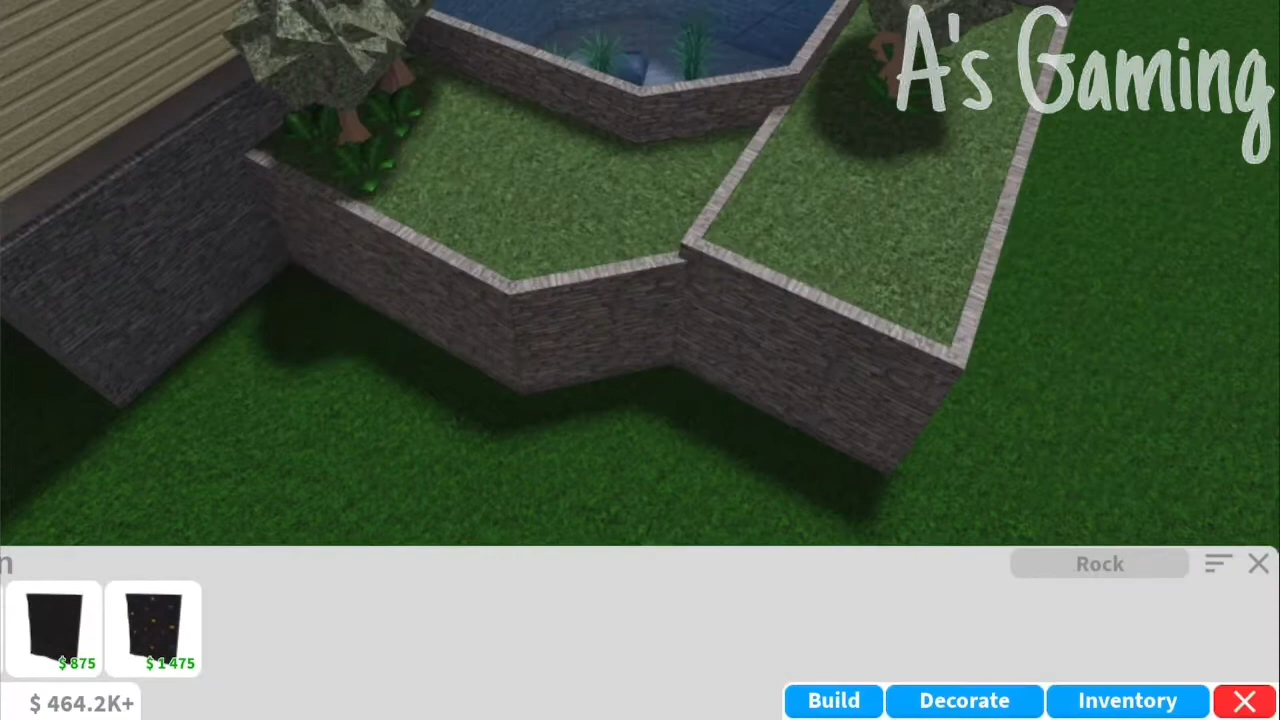 A's Gaming
n
Rock
$ 875
$ 1 475
$ 464.2K+
Build
Decorate
Inventory